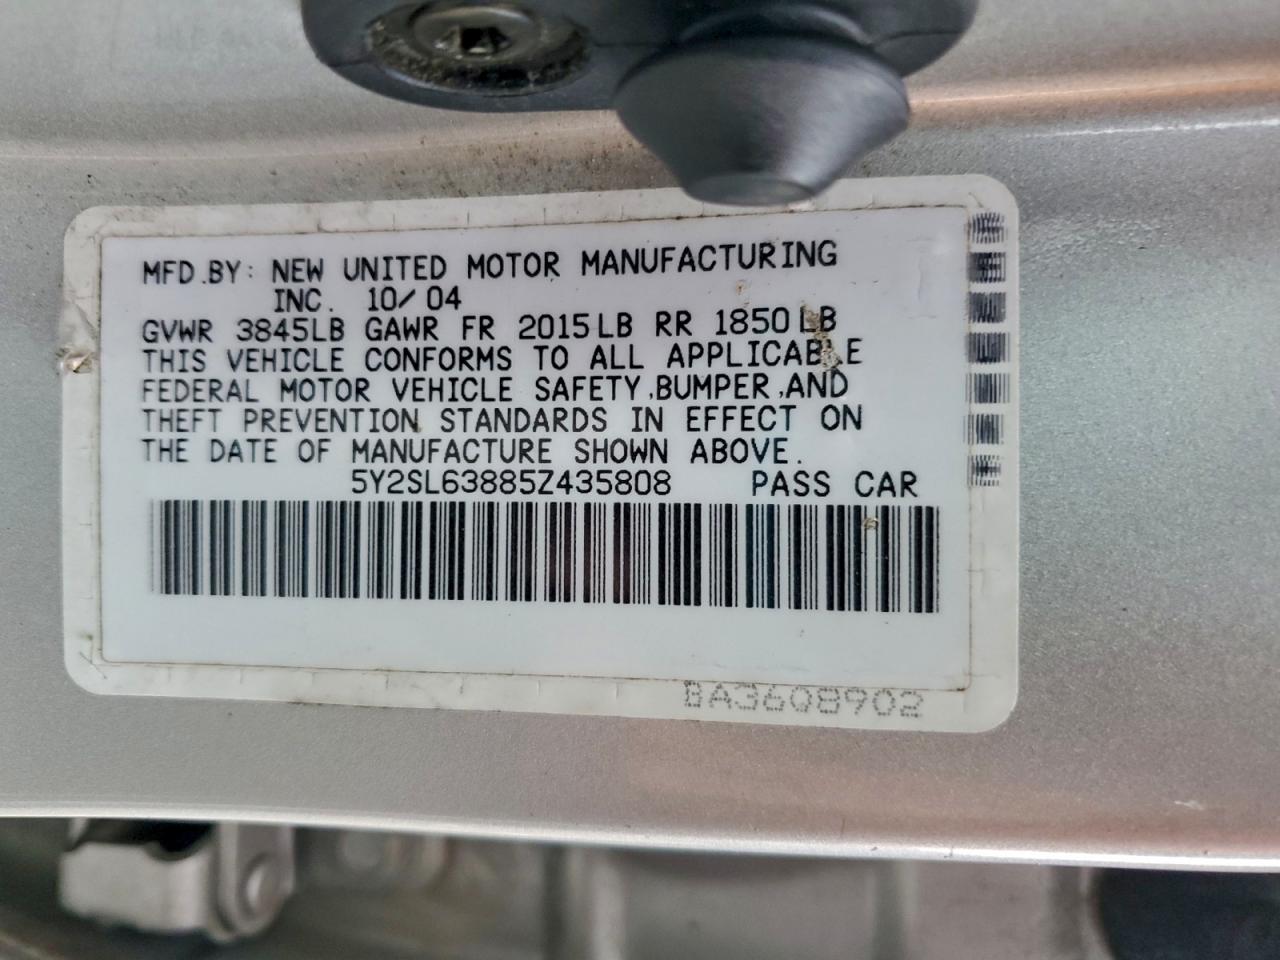 MFD.BY: NEW UNITED MOTOR MANUFACTURING
INC. 10/04
GVWR 3845LB GAWR FR 2015LB RR 1850LB
THIS VEHICLE CONFORMS TO ALL APPLICABLE
FEDERAL MOTOR VEHICLE SAFETY,BUMPER,AND
THEFT PREVENTION STANDARDS IN EFFECT ON
THE DATE OF MANUFACTURE SHOWN ABOVE.
5Y2SL63885Z435808 PASS CAR
BA3608902